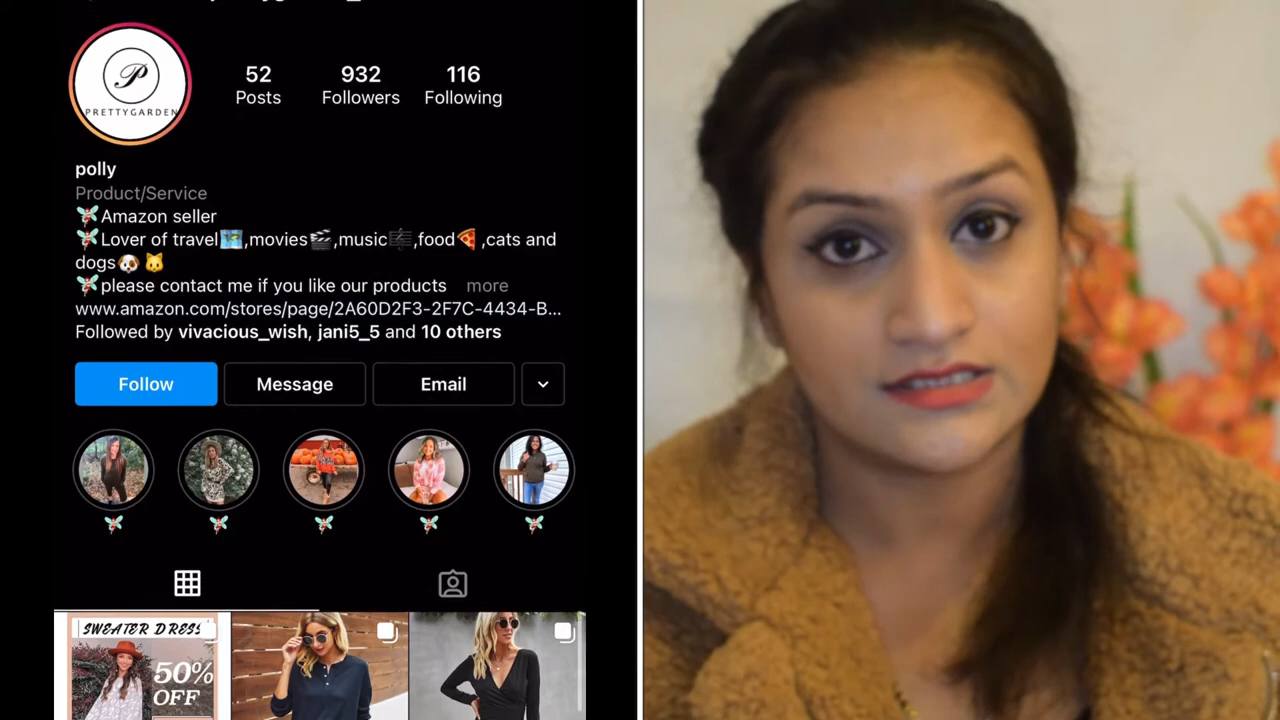 P
PRETTYGARDEN
52 932 116
Posts Followers Following
polly
Product/Service
🧚Amazon seller
🧚Lover of travel🗺️,movies🎬,music🎼,food🍕 ,cats and
dogs🐶 🐱
🧚please contact me if you like our products more
www.amazon.com/stores/page/2A60D2F3-2F7C-4434-B...
Followed by vivacious_wish, jani5_5 and 10 others
Follow Message Email
SWEATER DRESS
50%
OFF